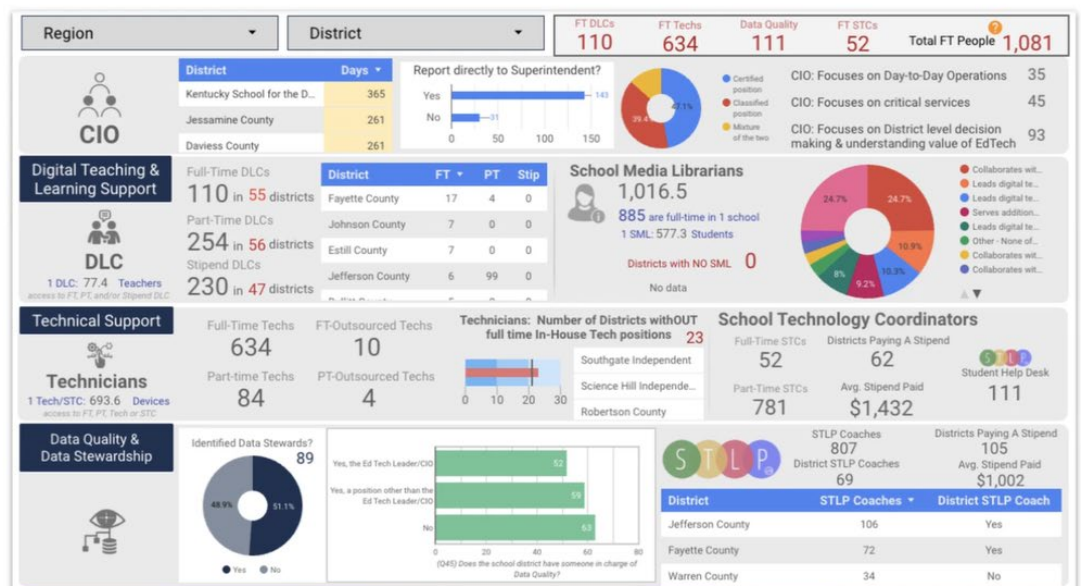 Region
District
FT DLCs
110
FT Techs
634
Data Quality
111
FT STCs
52
?
Total FT People 1,081
CIO
District Days
Kentucky School for the D... 365
Jessamine County 261
Daviess County 261
Report directly to Superintendent?
Yes 143
No 31
0 50 100 150
47.1%
39.4%
Certified position
Classified position
Mixture of the two
CIO: Focuses on Day-to-Day Operations 35
CIO: Focuses on critical services 45
CIO: Focuses on District level decision
making & understanding value of EdTech 93
Digital Teaching &
Learning Support
DLC
1 DLC: 77.4 Teachers
access to FT, PT, and/or Stipend DLC
Full-Time DLCs
110 in 55 districts
Part-Time DLCs
254 in 56 districts
Stipend DLCs
230 in 47 districts
District FT PT Stip
Fayette County 17 4 0
Johnson County 7 0 0
Estill County 7 0 0
Jefferson County 6 99 0
School Media Librarians
1,016.5
885 are full-time in 1 school
1 SML: 577.3 Students
Districts with NO SML 0
No data
24.7%
24.7%
10.9%
10.3%
9.2%
8%
Collaborates wit...
Leads digital te...
Leads digital te...
Serves addition...
Leads digital te...
Other - None of...
Collaborates wit...
Collaborates wit...
Technical Support
Technicians
1 Tech/STC: 693.6 Devices
access to FT, PT, Tech or STC
Full-Time Techs
634
FT-Outsourced Techs
10
Part-time Techs
84
PT-Outsourced Techs
4
Technicians: Number of Districts withOUT
full time In-House Tech positions 23
0 10 20 30
Southgate Independent
Science Hill Independe...
Robertson County
School Technology Coordinators
Full-Time STCs
52
Districts Paying A Stipend
62
Part-Time STCs
781
Avg. Stipend Paid
$1,432
STLP
Student Help Desk
111
Data Quality &
Data Stewardship
Identified Data Stewards?
89
48.9%
51.1%
Yes No
Yes, the Ed Tech Leader/CIO 52
Yes, a position other than the
Ed Tech Leader/CIO 59
No 63
0 20 40 60 80
(Q45) Does the school district have someone in charge of
Data Quality?
STLP
STLP Coaches
807
District STLP Coaches
69
Districts Paying A Stipend
105
Avg. Stipend Paid
$1,002
District STLP Coaches District STLP Coach
Jefferson County 106 Yes
Fayette County 72 Yes
Warren County 34 No